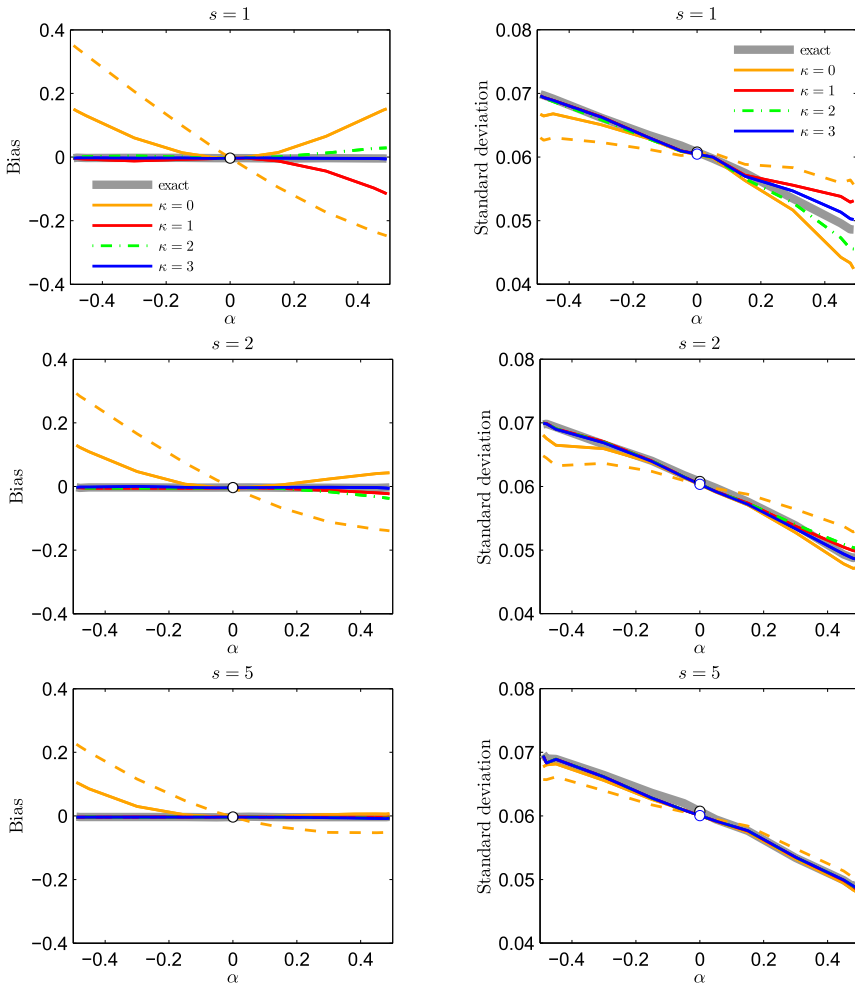 s = 1
0.4
0.2
0
−0.2
−0.4
Bias
exact
κ = 0
κ = 1
κ = 2
κ = 3
−0.4 −0.2 0 0.2 0.4
α
s = 1
0.08
0.07
0.06
0.05
0.04
Standard deviation
exact
κ = 0
κ = 1
κ = 2
κ = 3
−0.4 −0.2 0 0.2 0.4
α
s = 2
0.4
0.2
0
−0.2
−0.4
Bias
−0.4 −0.2 0 0.2 0.4
α
s = 2
0.08
0.07
0.06
0.05
0.04
Standard deviation
−0.4 −0.2 0 0.2 0.4
α
s = 5
0.4
0.2
0
−0.2
−0.4
Bias
−0.4 −0.2 0 0.2 0.4
α
s = 5
0.08
0.07
0.06
0.05
0.04
Standard deviation
−0.4 −0.2 0 0.2 0.4
α